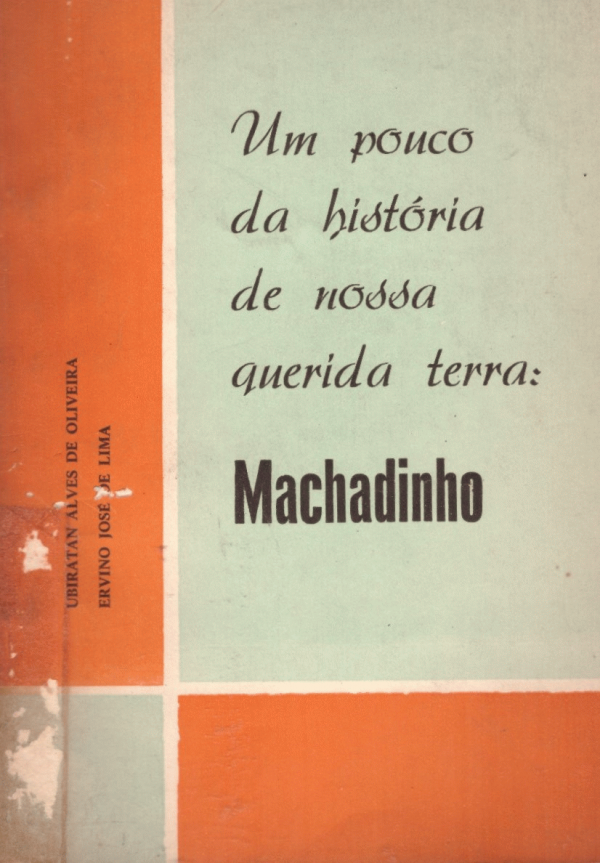 Um pouco
da história
de nossa
querida terra:
Machadinho
UBIRATAN ALVES DE OLIVEIRA
ERVINO JOSÉ DE LIMA